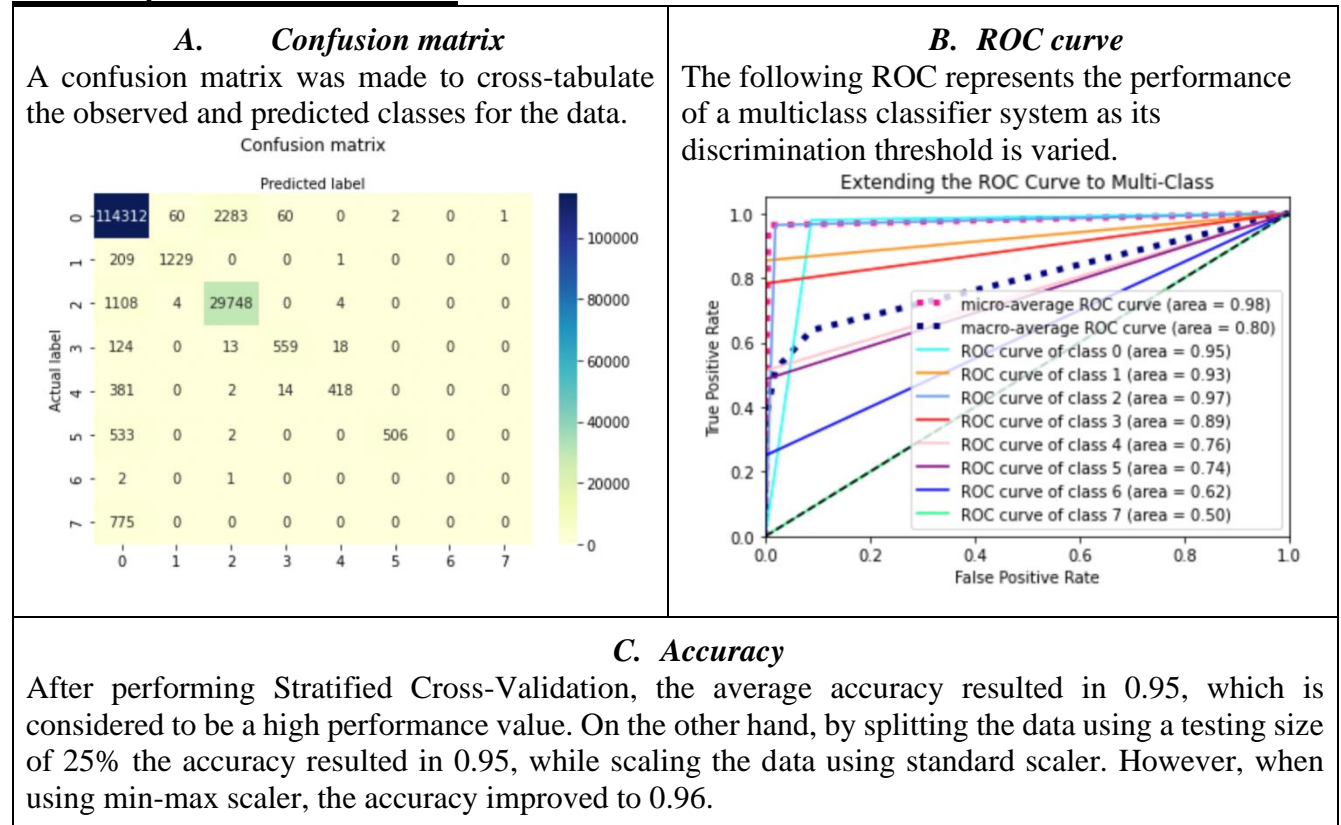 A. Confusion matrix
A confusion matrix was made to cross-tabulate
the observed and predicted classes for the data.
Confusion matrix
Predicted label
Actual label
0 114312 60 2283 60 0 2 0 1
1 209 1229 0 0 1 0 0 0
2 1108 4 29748 0 4 0 0 0
3 124 0 13 559 18 0 0 0
4 381 0 2 14 418 0 0 0
5 533 0 2 0 0 506 0 0
6 2 0 1 0 0 0 0 0
7 775 0 0 0 0 0 0 0
0 1 2 3 4 5 6 7
100000
80000
60000
40000
20000
0
B. ROC curve
The following ROC represents the performance
of a multiclass classifier system as its
discrimination threshold is varied.
Extending the ROC Curve to Multi-Class
True Positive Rate
1.0
0.8
0.6
0.4
0.2
0.0
micro-average ROC curve (area = 0.98)
macro-average ROC curve (area = 0.80)
ROC curve of class 0 (area = 0.95)
ROC curve of class 1 (area = 0.93)
ROC curve of class 2 (area = 0.97)
ROC curve of class 3 (area = 0.89)
ROC curve of class 4 (area = 0.76)
ROC curve of class 5 (area = 0.74)
ROC curve of class 6 (area = 0.62)
ROC curve of class 7 (area = 0.50)
0.0 0.2 0.4 0.6 0.8 1.0
False Positive Rate
C. Accuracy
After performing Stratified Cross-Validation, the average accuracy resulted in 0.95, which is
considered to be a high performance value. On the other hand, by splitting the data using a testing size
of 25% the accuracy resulted in 0.95, while scaling the data using standard scaler. However, when
using min-max scaler, the accuracy improved to 0.96.